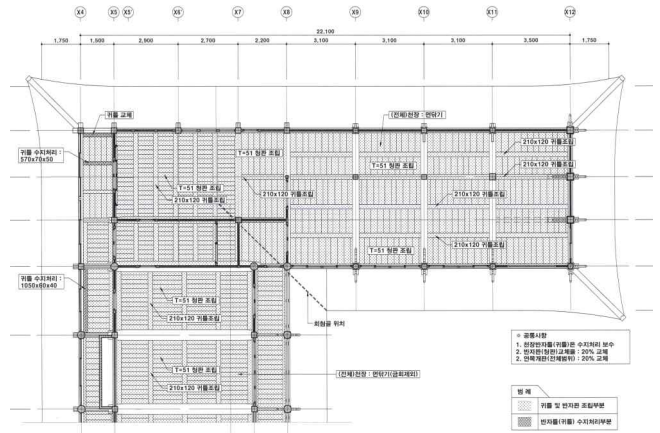 X4 X5 X5' X6' X7 X8 X9 X10 X11 X12
22,100
1,750 1,500 2,900 2,700 2,200 3,100 3,100 3,100 3,500 1,750
귀틀 교체
(전체)천장 : 면닦기
귀틀 수지처리 :
570x70x50
T=51 청판 조립
210x120 귀틀조립
T=51 청판 조립
210x120 귀틀조립
T=51 청판 조립
210x120 귀틀조립
210x120 귀틀조립
210x120 귀틀조립
T=51 청판 조립
210x120 귀틀조립
귀틀 수지처리 :
1050x60x40
T=51 청판 조립
210x120 귀틀조립
회첨골 위치
T=51 청판 조립
(전체)천장 : 면닦기(금회제외)
210x120 귀틀조립
※ 공통사항
1. 천장반자틀(귀틀)은 수지처리 보수
2. 반자판(청판)교체율 : 20% 교체
2. 연목개판(전체범위) : 20% 교체
범 례
귀틀 및 반자판 조립부분
반자틀(귀틀) 수지처리부분